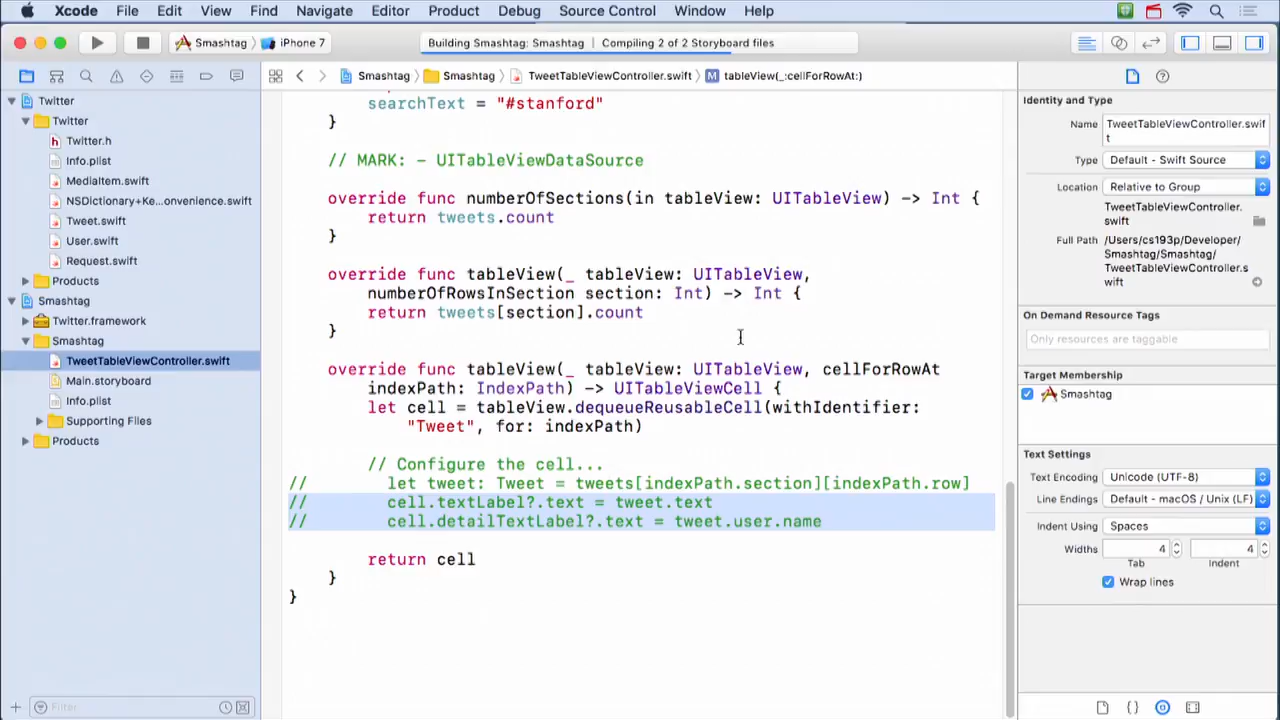 Xcode File Edit View Find Navigate Editor Product Debug Source Control Window Help
Smashtag iPhone 7 Building Smashtag: Smashtag | Compiling 2 of 2 Storyboard files
Smashtag Smashtag TweetTableViewController.swift M tableView(_:cellForRowAt:)
Twitter
Twitter
h Twitter.h
Info.plist
MediaItem.swift
NSDictionary+Ke...onvenience.swift
Tweet.swift
User.swift
Request.swift
Products
Smashtag
Twitter.framework
Smashtag
TweetTableViewController.swift
Main.storyboard
Info.plist
Supporting Files
Products
Filter
searchText = "#stanford"
}
// MARK: - UITableViewDataSource
override func numberOfSections(in tableView: UITableView) -> Int {
return tweets.count
}
override func tableView(_ tableView: UITableView,
numberOfRowsInSection section: Int) -> Int {
return tweets[section].count
}
override func tableView(_ tableView: UITableView, cellForRowAt
indexPath: IndexPath) -> UITableViewCell {
let cell = tableView.dequeueReusableCell(withIdentifier:
"Tweet", for: indexPath)
// Configure the cell...
// let tweet: Tweet = tweets[indexPath.section][indexPath.row]
// cell.textLabel?.text = tweet.text
// cell.detailTextLabel?.text = tweet.user.name
return cell
}
}
Identity and Type
Name TweetTableViewController.swif
t
Type Default - Swift Source
Location Relative to Group
TweetTableViewController.
swift
Full Path /Users/cs193p/Developer/
Smashtag/Smashtag/
TweetTableViewController.s
wift
On Demand Resource Tags
Only resources are taggable
Target Membership
Smashtag
Text Settings
Text Encoding Unicode (UTF-8)
Line Endings Default - macOS / Unix (LF)
Indent Using Spaces
Widths 4 4
Tab Indent
Wrap lines